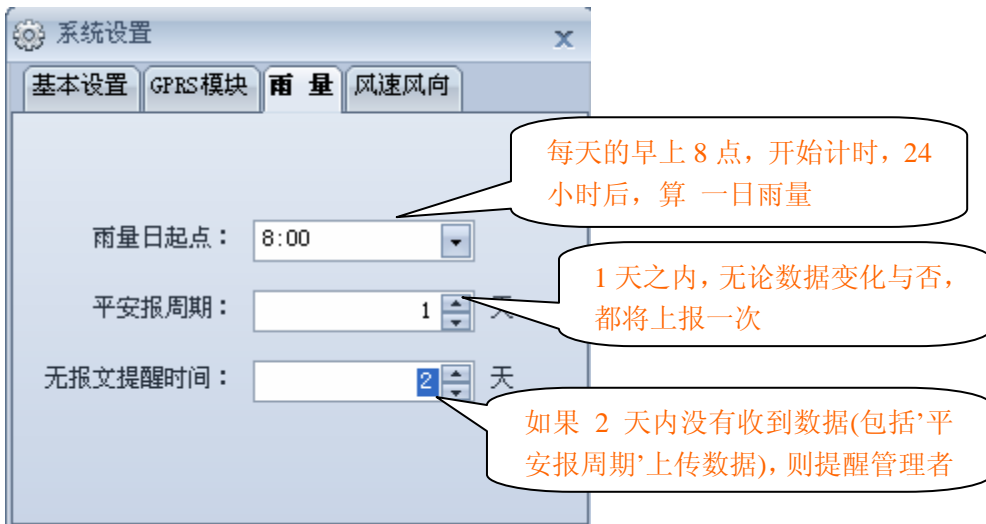 系统设置
基本设置 GPRS模块 雨 量 风速风向
每天的早上 8 点，开始计时，24
小时后，算 一日雨量
雨量日起点： 8:00
1 天之内，无论数据变化与否，
都将上报一次
平安报周期： 1 天
无报文提醒时间： 2 天
如果 2 天内没有收到数据(包括’平
安报周期’上传数据)，则提醒管理者